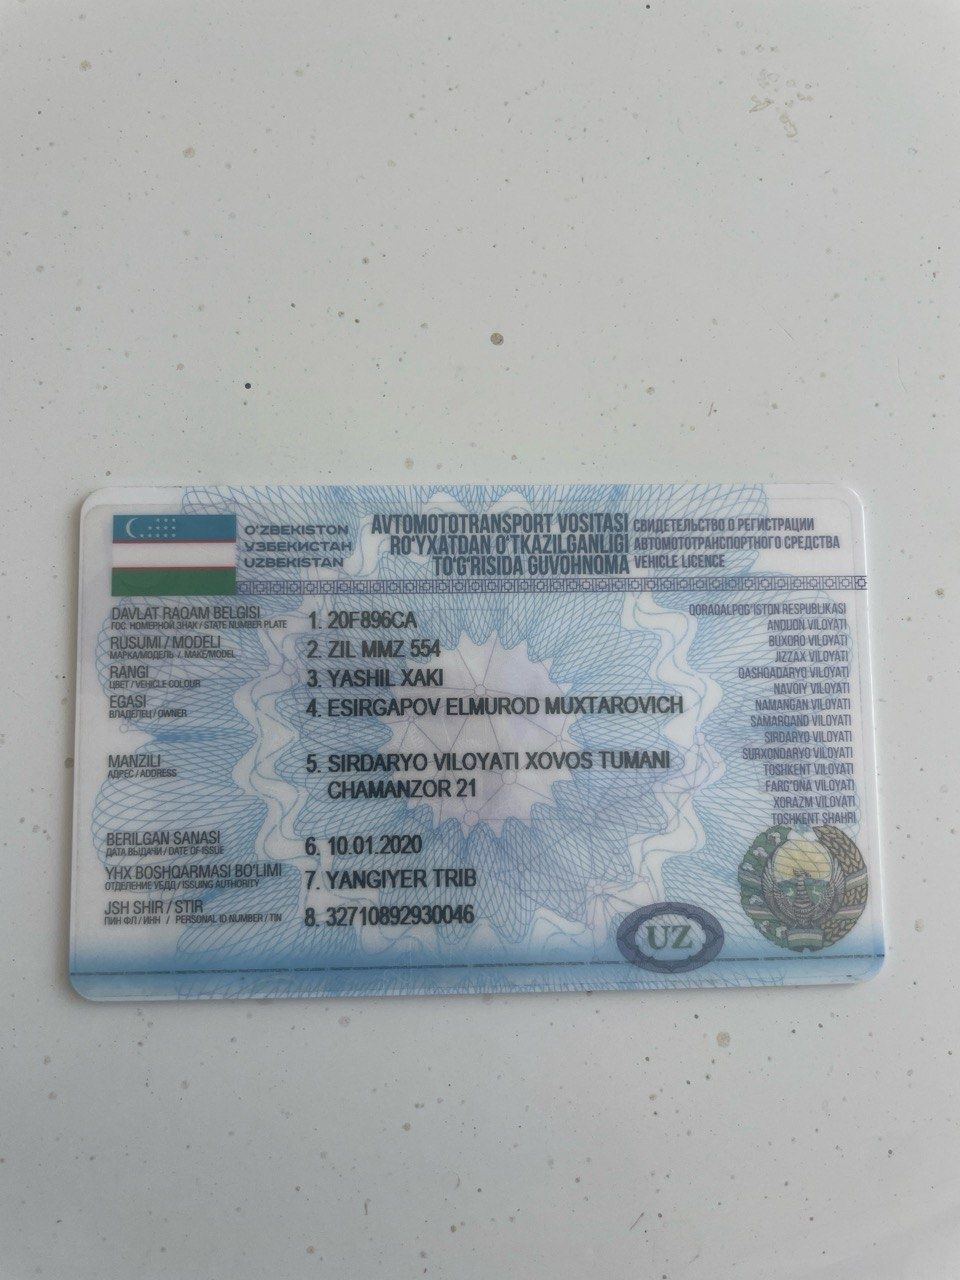 O'ZBEKISTON
ЎЗБЕКИСТАН
UZBEKISTAN
AVTOMOTOTRANSPORT VOSITASI
RO'YXATDAN O'TKAZILGANLIGI
TO'G'RISIDA GUVOHNOMA
СВИДЕТЕЛЬСТВО О РЕГИСТРАЦИИ
АВТОМОТОТРАНСПОРТНОГО СРЕДСТВА
VEHICLE LICENCE
DAVLAT RAQAM BELGISI
ГОС. НОМЕРНОЙ ЗНАК / STATE NUMBER PLATE
1. 20F896CA
RUSUMI / MODELI
МАРКА/МОДЕЛЬ / MAKE/MODEL
2. ZIL MMZ 554
RANGI
ЦВЕТ / VEHICLE COLOUR
3. YASHIL XAKI
EGASI
ВЛАДЕЛЕЦ / OWNER
4. ESIRGAPOV ELMUROD MUXTAROVICH
MANZILI
АДРЕС / ADDRESS
5. SIRDARYO VILOYATI XOVOS TUMANI
CHAMANZOR 21
BERILGAN SANASI
ДАТА ВЫДАЧИ / DATE OF ISSUE
6. 10.01.2020
YHX BOSHQARMASI BO'LIMI
ОТДЕЛЕНИЕ УБДД / ISSUING AUTHORITY
7. YANGIYER TRIB
JSH SHIR / STIR
ПИН ФЛ / ИНН / PERSONAL ID NUMBER / TIN
8. 32710892930046
QORAQALPOG'ISTON RESPUBLIKASI
ANDIJON VILOYATI
BUXORO VILOYATI
JIZZAX VILOYATI
QASHQADARYO VILOYATI
NAVOIY VILOYATI
NAMANGAN VILOYATI
SAMARQAND VILOYATI
SIRDARYO VILOYATI
SURXONDARYO VILOYATI
TOSHKENT VILOYATI
FARG'ONA VILOYATI
XORAZM VILOYATI
TOSHKENT SHAHRI
UZ